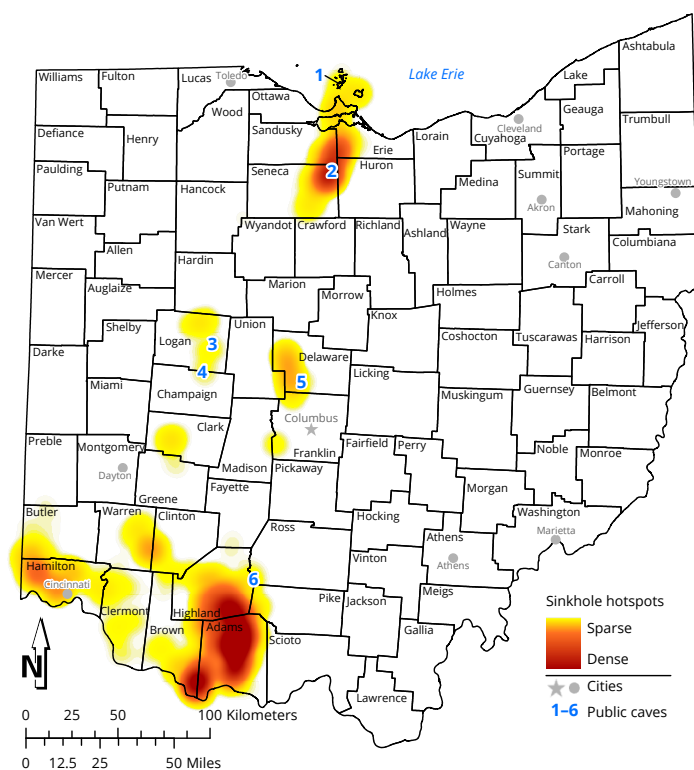 Ashtabula
1
Lake Erie
Williams
Fulton
Lucas
Toledo
Lake
Ottawa
Geauga
Wood
Trumbull
Defiance
Henry
Sandusky
Erie
Lorain
Cleveland
Cuyahoga
Portage
Paulding
Putnam
Hancock
Seneca
2
Huron
Medina
Summit
Youngstown
Akron
Mahoning
Van Wert
Wyandot
Crawford
Richland
Ashland
Wayne
Stark
Columbiana
Allen
Hardin
Canton
Mercer
Auglaize
Marion
Morrow
Holmes
Carroll
Shelby
Logan
3
Union
Knox
Coshocton
Tuscarawas
Harrison
Jefferson
Darke
4
Delaware
5
Licking
Miami
Champaign
Muskingum
Guernsey
Belmont
Columbus
Clark
Preble
Montgomery
Franklin
Fairfield
Perry
Noble
Monroe
Dayton
Madison
Pickaway
Greene
Fayette
Morgan
Butler
Warren
Clinton
Ross
Hocking
Washington
Marietta
Athens
Athens
Vinton
Hamilton
Cincinnati
6
Meigs
Clermont
Highland
Pike
Jackson
Brown
Adams
Scioto
Gallia
Lawrence
N
Sinkhole hotspots
Sparse
Dense
Cities
1–6 Public caves
0 25 50 100 Kilometers
0 12.5 25 50 Miles